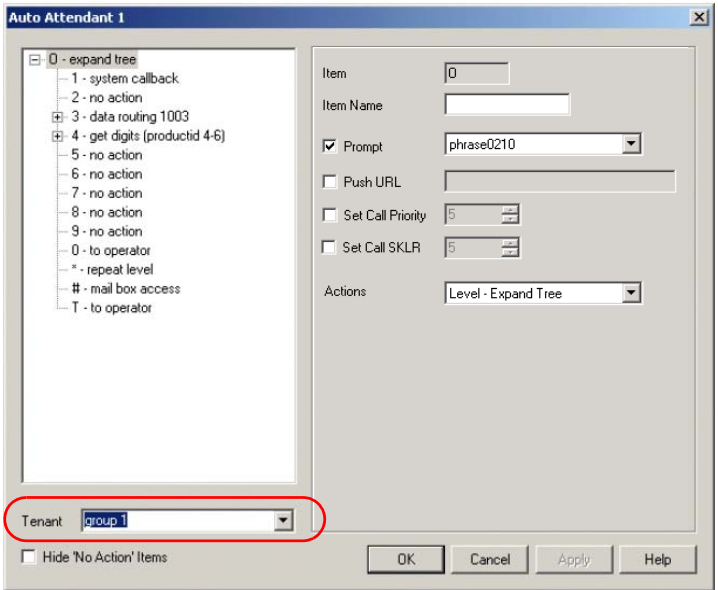 Auto Attendant 1
0 - expand tree
1 - system callback
2 - no action
3 - data routing 1003
4 - get digits (productid 4-6)
5 - no action
6 - no action
7 - no action
8 - no action
9 - no action
0 - to operator
* - repeat level
# - mail box access
T - to operator
Tenant group 1
Hide 'No Action' Items
Item 0
Item Name
Prompt phrase0210
Push URL
Set Call Priority 5
Set Call SKLR 5
Actions Level - Expand Tree
OK Cancel Apply Help